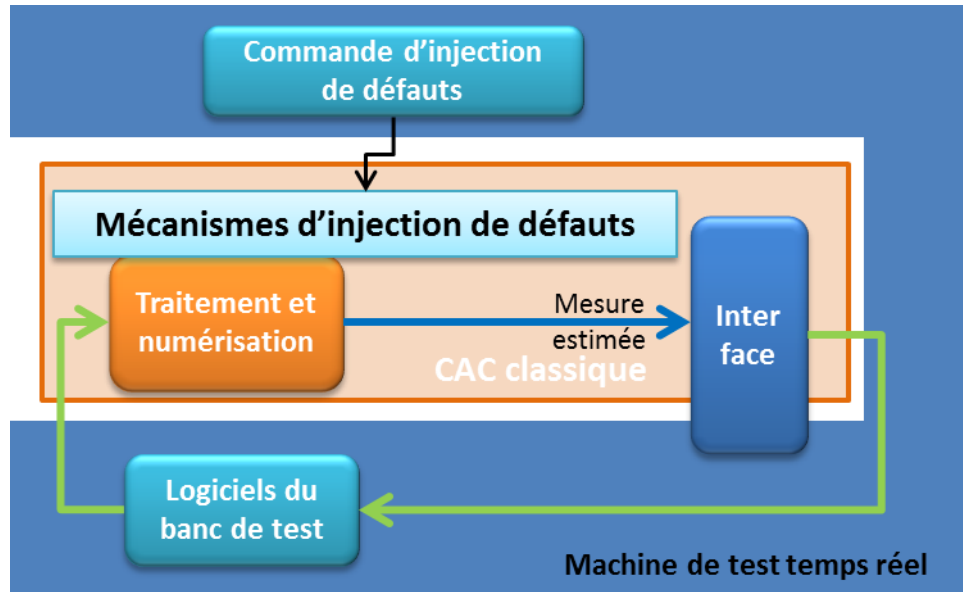 Commande d'injection
de défauts
Mécanismes d'injection de défauts
Traitement et
numérisation
Mesure
estimée
CAC classique
Inter
face
Logiciels du
banc de test
Machine de test temps réel